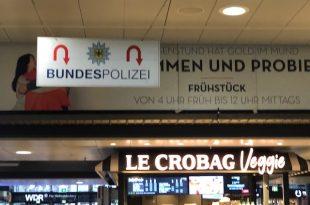 GENSTUND HAT GOLD IM MUND
MMEN UND PROBIE
BUNDESPOLIZEI
FRÜHSTÜCK
VON 4 UHR FRÜH BIS 12 UHR MITTAGS
LE CROBAG Veggie
WDR